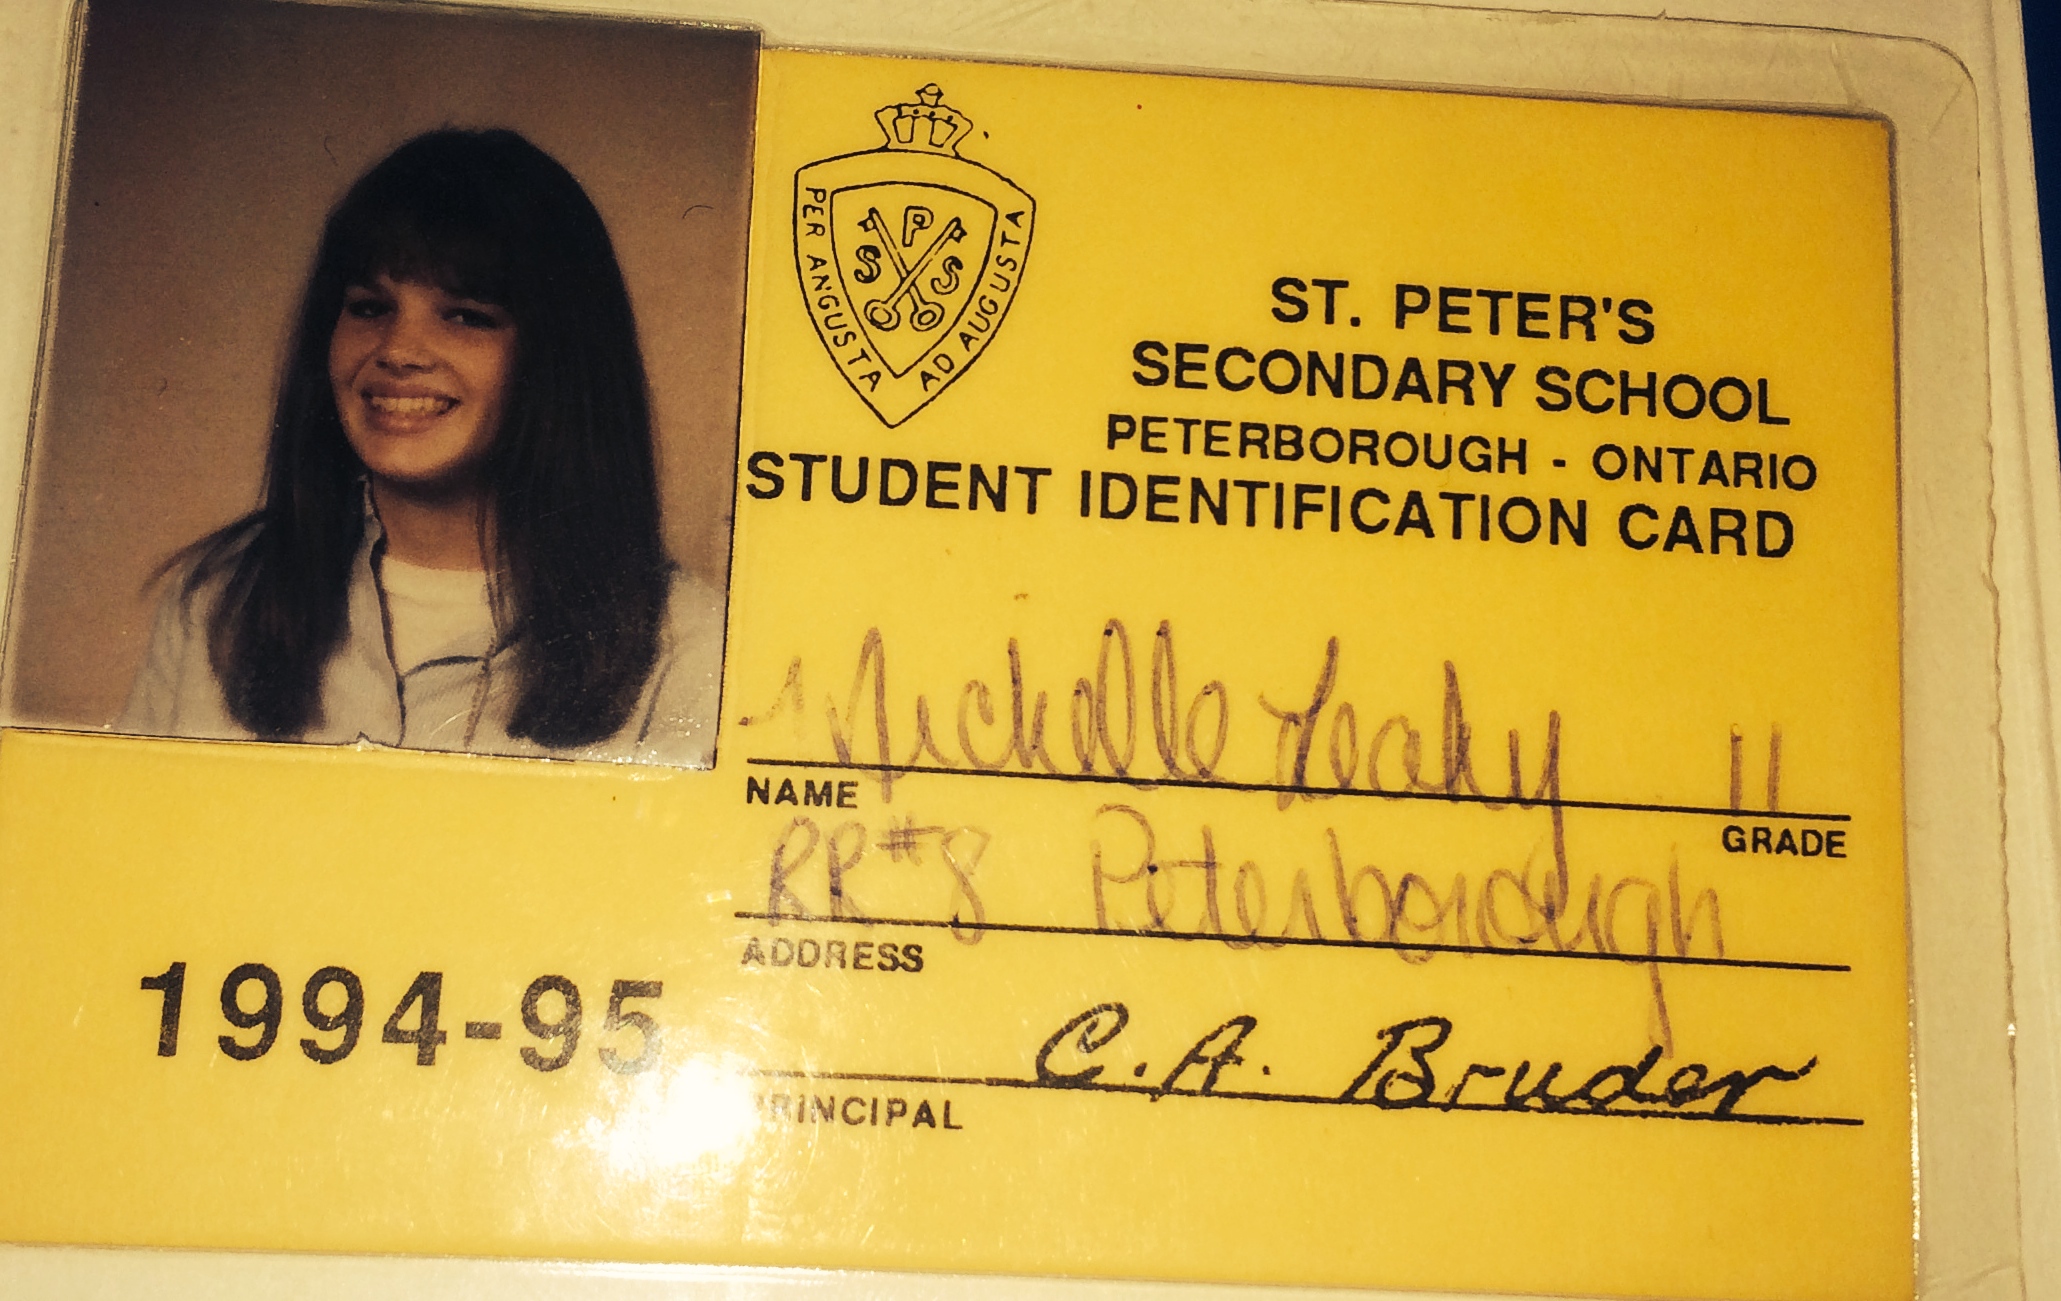 PER ANGUSTA AD AUGUSTA
S P S S
ST. PETER'S
SECONDARY SCHOOL
PETERBOROUGH - ONTARIO
STUDENT IDENTIFICATION CARD
Michelle Leahy 11
NAME GRADE
RR#8 Peterborough
ADDRESS
1994-95
C.A. Bruder
PRINCIPAL